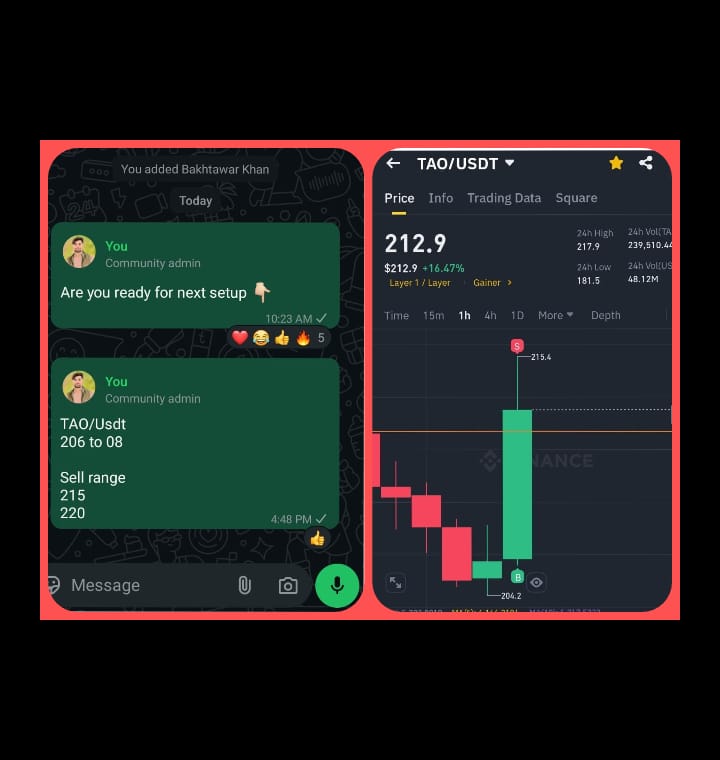 You added Bakhtawar Khan
Today
You
Community admin
Are you ready for next setup 👇🏻
10:23 AM ✓
❤️ 😂 👍 🔥 5
You
Community admin
TAO/Usdt
206 to 08
Sell range
215
220
4:48 PM ✓
👍
Message
TAO/USDT
Price Info Trading Data Square
212.9
$212.9 +16.47%
Layer 1 / Layer Gainer >
24h High
217.9
24h Low
181.5
24h Vol(TA
239,510.44
24h Vol(US
48.12M
Time 15m 1h 4h 1D More Depth
S
215.4
NANCE
B
204.2